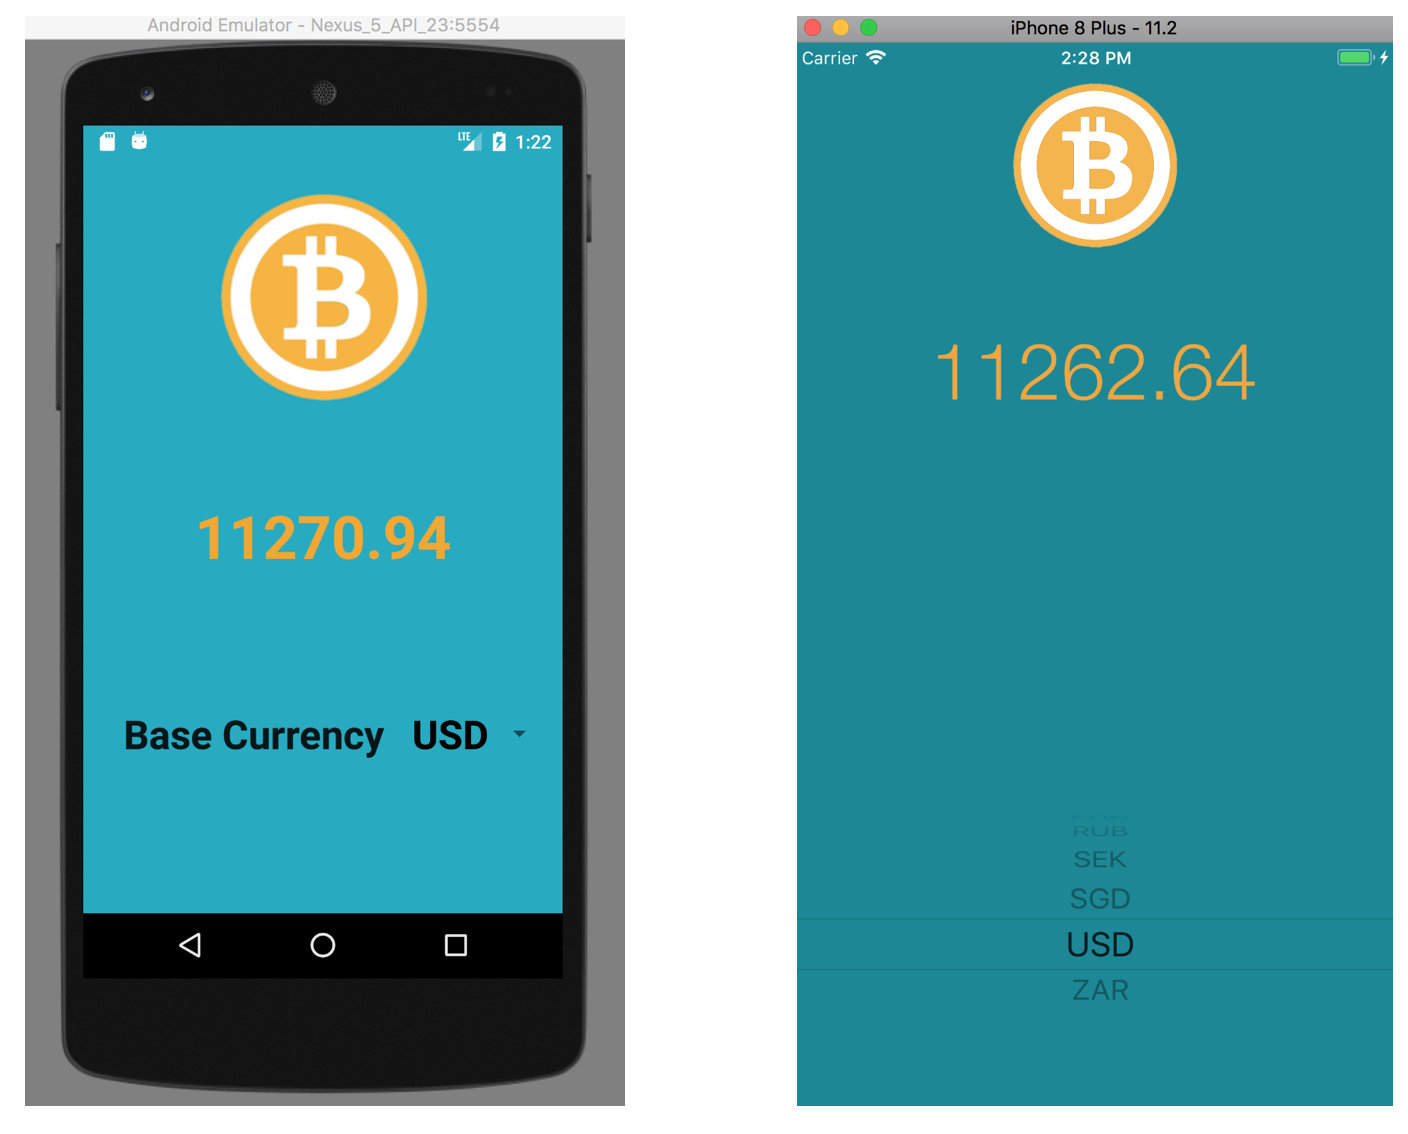 Android Emulator - Nexus_5_API_23:5554
LTE 1:22
11270.94
Base Currency USD
iPhone 8 Plus - 11.2
Carrier 2:28 PM
11262.64
RUB
SEK
SGD
USD
ZAR